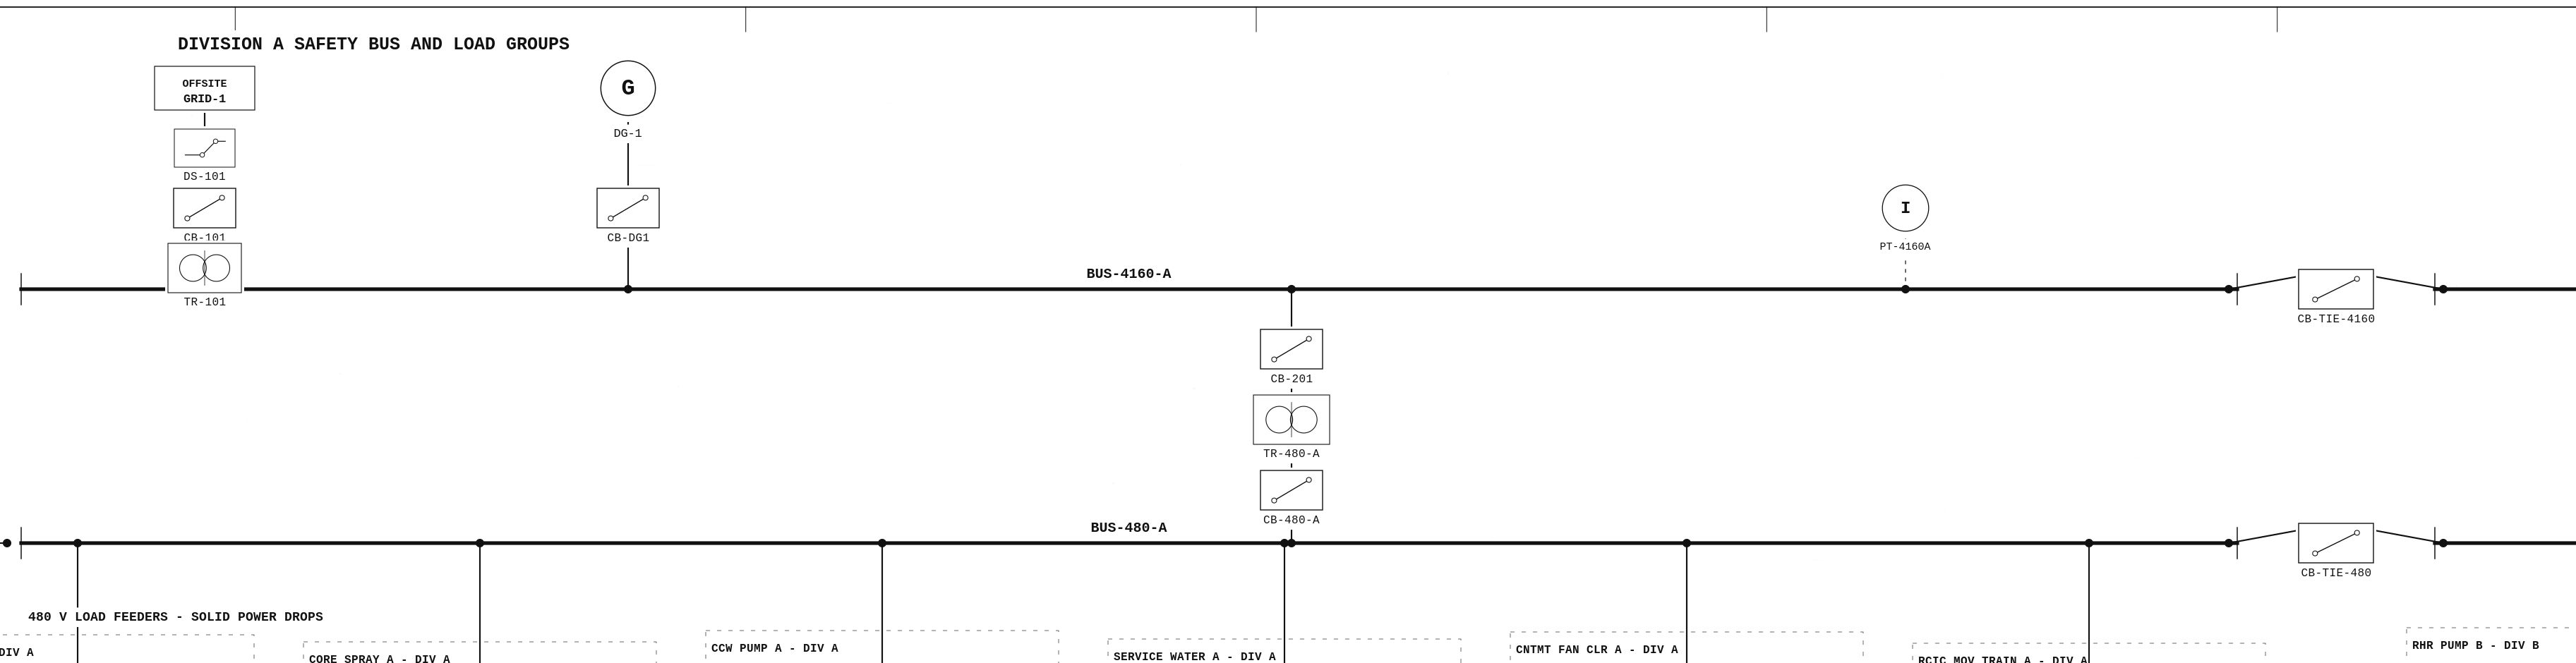 DIVISION A SAFETY BUS AND LOAD GROUPS
OFFSITE
GRID-1
G
DG-1
DS-101
CB-101
CB-DG1
TR-101
BUS-4160-A
I
PT-4160A
CB-TIE-4160
CB-201
TR-480-A
CB-480-A
BUS-480-A
CB-TIE-480
480 V LOAD FEEDERS - SOLID POWER DROPS
DIV A
CORE SPRAY A - DIV A
CCW PUMP A - DIV A
SERVICE WATER A - DIV A
CNTMT FAN CLR A - DIV A
RCIC MOV TRAIN A - DIV A
RHR PUMP B - DIV B